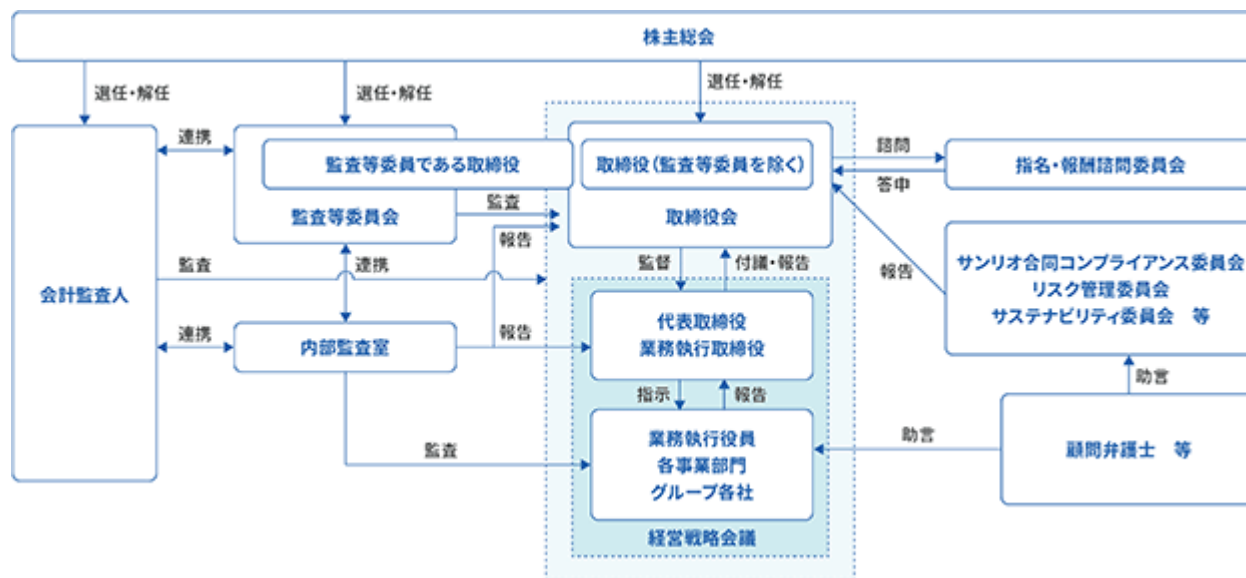 株主総会
選任・解任
選任・解任
選任・解任
連携
監査等委員である取締役
取締役(監査等委員を除く)
諮問
答申
指名・報酬諮問委員会
監査等委員会
監査
取締役会
報告
監査
連携
監督
付議・報告
報告
サンリオ合同コンプライアンス委員会
リスク管理委員会
サステナビリティ委員会 等
会計監査人
連携
内部監査室
報告
代表取締役
業務執行取締役
指示
報告
助言
監査
業務執行役員
各事業部門
グループ各社
助言
顧問弁護士 等
経営戦略会議